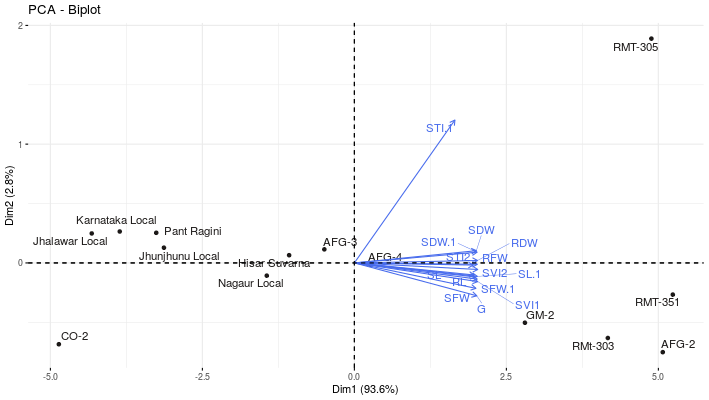 PCA - Biplot
2
RMT-305
STI.1
1
Karnataka Local
Pant Ragini
Jhalawar Local
Jhunjhunu Local
AFG-3
Hisar Suvarna
AFG-4
Nagaur Local
SDW
SDW.1
RDW
STI2
RFW
SVI2
SL.1
SL
RL
SFW.1
SFW
SVI1
G
0
RMT-351
GM-2
CO-2
RMt-303
AFG-2
-5.0
-2.5
0.0
2.5
5.0
Dim1 (93.6%)
Dim2 (2.8%)